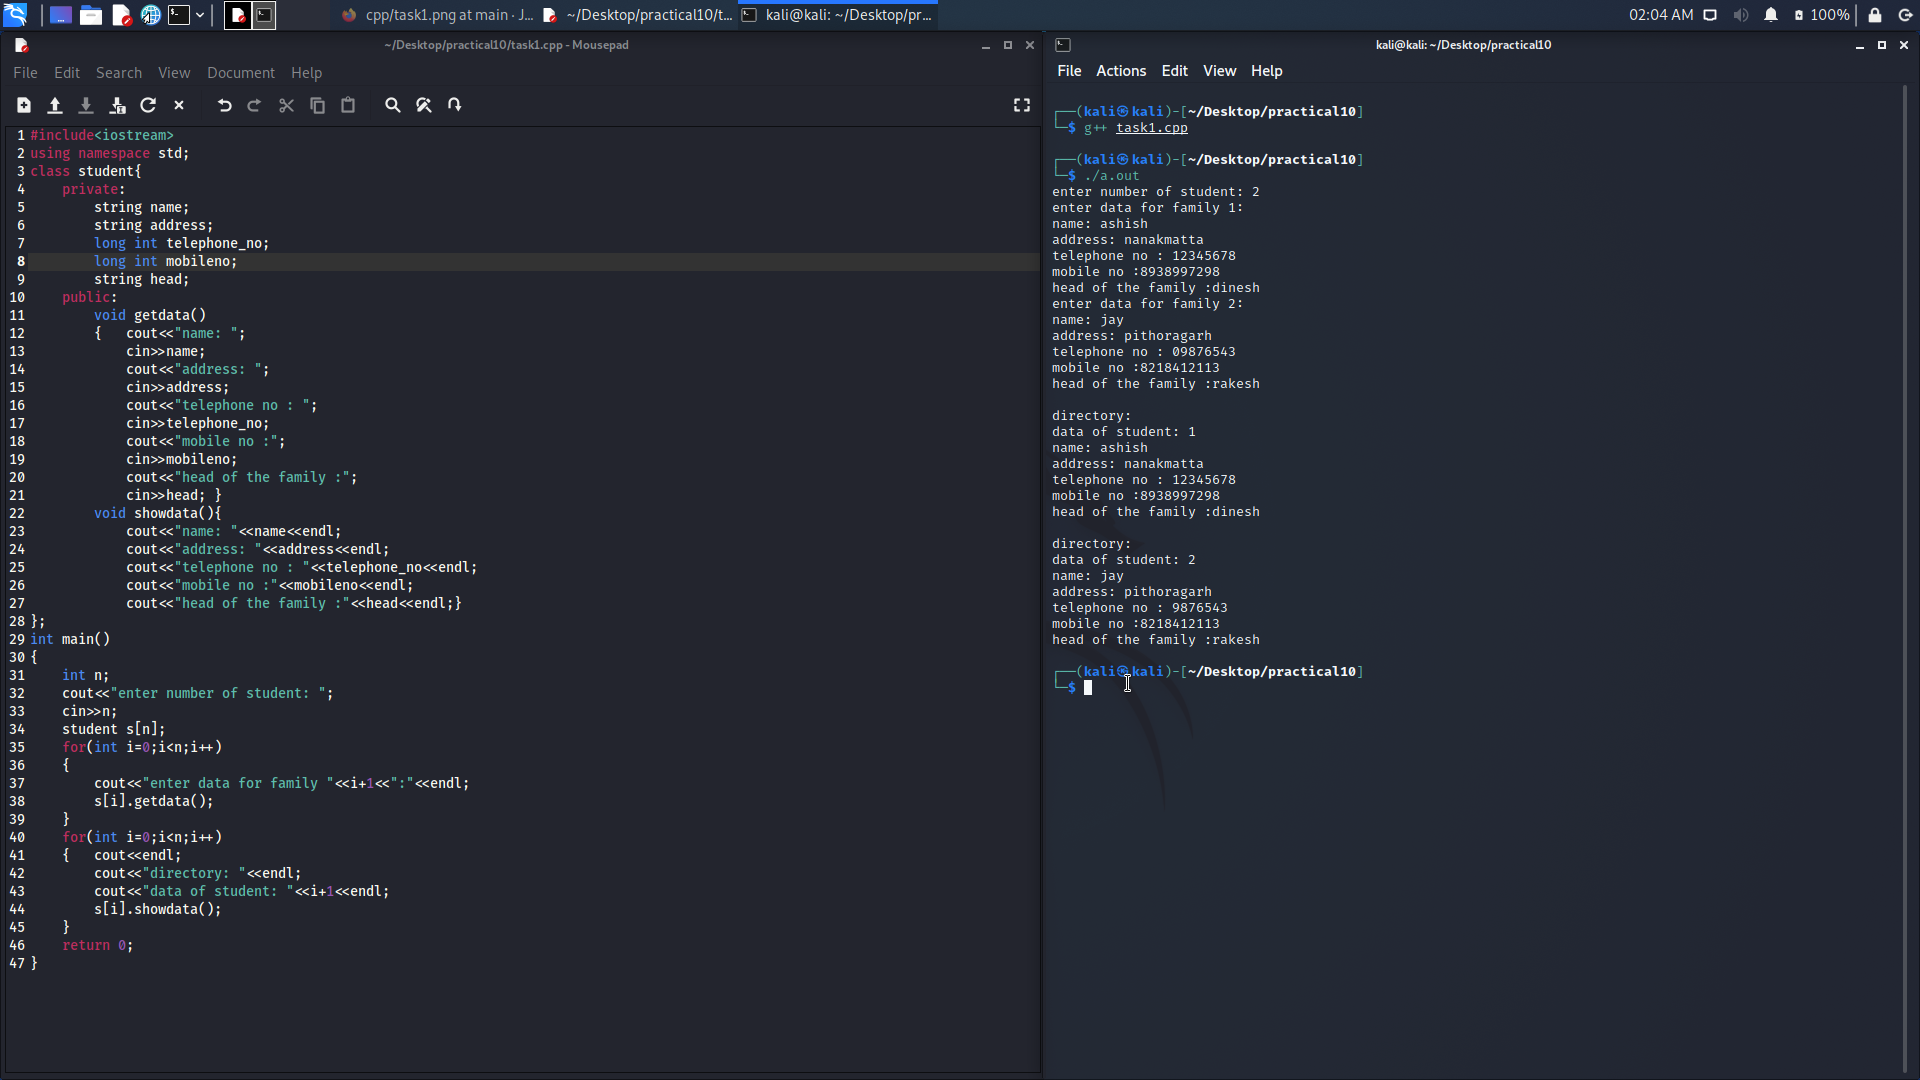 cpp/task1.png at main · J...
~/Desktop/practical10/t...
kali@kali: ~/Desktop/pr...
02:04 AM
100%
~/Desktop/practical10/task1.cpp - Mousepad
File Edit Search View Document Help
1 #include<iostream>
2 using namespace std;
3 class student{
4     private:
5         string name;
6         string address;
7         long int telephone_no;
8         long int mobileno;
9         string head;
10     public:
11         void getdata()
12         {   cout<<"name: ";
13             cin>>name;
14             cout<<"address: ";
15             cin>>address;
16             cout<<"telephone no : ";
17             cin>>telephone_no;
18             cout<<"mobile no :";
19             cin>>mobileno;
20             cout<<"head of the family :";
21             cin>>head; }
22         void showdata(){
23             cout<<"name: "<<name<<endl;
24             cout<<"address: "<<address<<endl;
25             cout<<"telephone no : "<<telephone_no<<endl;
26             cout<<"mobile no :"<<mobileno<<endl;
27             cout<<"head of the family :"<<head<<endl;}
28 };
29 int main()
30 {
31     int n;
32     cout<<"enter number of student: ";
33     cin>>n;
34     student s[n];
35     for(int i=0;i<n;i++)
36     {
37         cout<<"enter data for family "<<i+1<<":"<<endl;
38         s[i].getdata();
39     }
40     for(int i=0;i<n;i++)
41     {   cout<<endl;
42         cout<<"directory: "<<endl;
43         cout<<"data of student: "<<i+1<<endl;
44         s[i].showdata();
45     }
46     return 0;
47 }
kali@kali: ~/Desktop/practical10
File Actions Edit View Help
┌──(kali㉿kali)-[~/Desktop/practical10]
└─$ g++ task1.cpp
┌──(kali㉿kali)-[~/Desktop/practical10]
└─$ ./a.out
enter number of student: 2
enter data for family 1:
name: ashish
address: nanakmatta
telephone no : 12345678
mobile no :8938997298
head of the family :dinesh
enter data for family 2:
name: jay
address: pithoragarh
telephone no : 09876543
mobile no :8218412113
head of the family :rakesh
directory:
data of student: 1
name: ashish
address: nanakmatta
telephone no : 12345678
mobile no :8938997298
head of the family :dinesh
directory:
data of student: 2
name: jay
address: pithoragarh
telephone no : 9876543
mobile no :8218412113
head of the family :rakesh
┌──(kali㉿kali)-[~/Desktop/practical10]
└─$